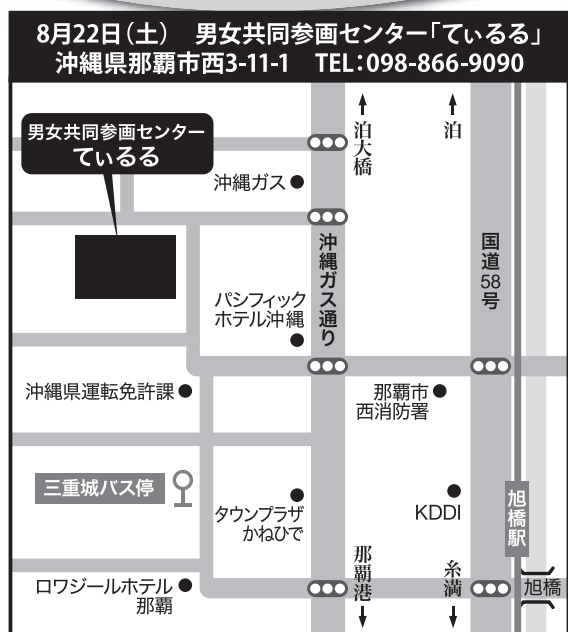 8月22日(土)　男女共同参画センター「てぃるる」
沖縄県那覇市西3-11-1　TEL:098-866-9090
男女共同参画センター
てぃるる
泊大橋
泊
沖縄ガス
沖縄ガス通り
国道58号
パシフィック
ホテル沖縄
沖縄県運転免許課
那覇市
西消防署
三重城バス停
タウンプラザ
かねひで
KDDI
旭橋駅
ロワジールホテル
那覇
那覇港
糸満
旭橋